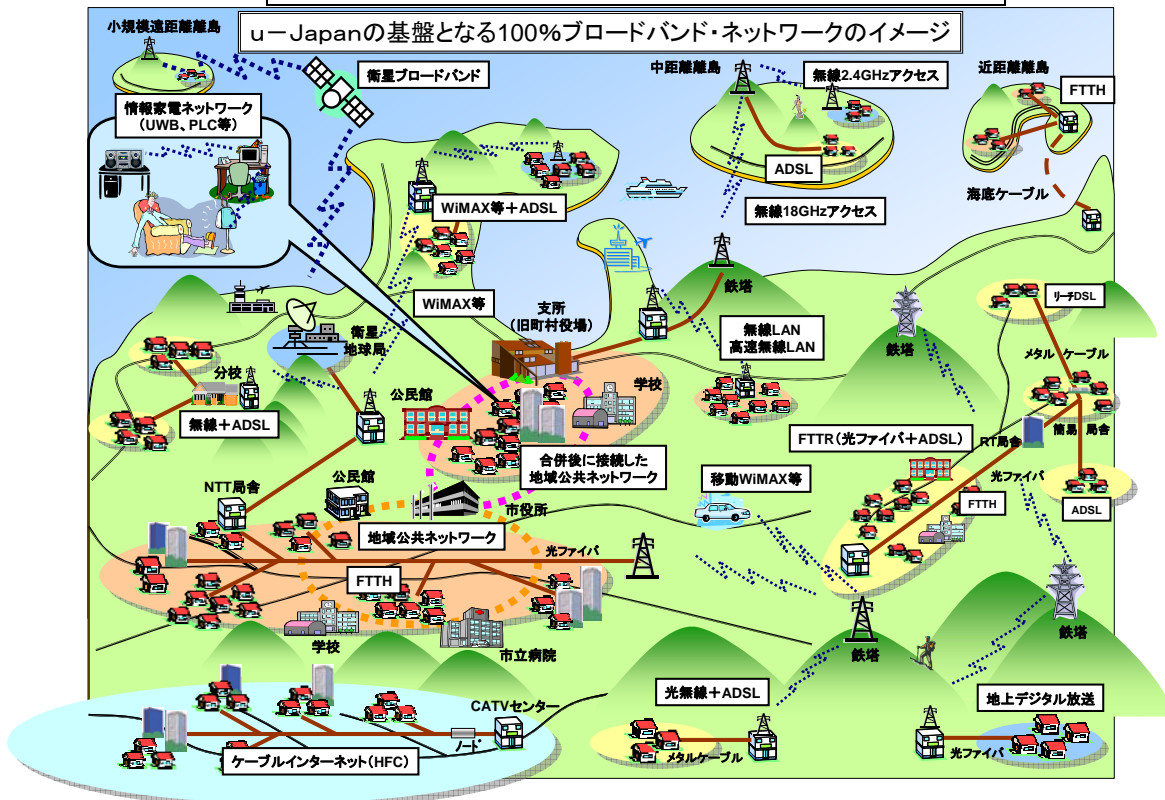 u－Japanの基盤となる100％ブロードバンド・ネットワークのイメージ
小規模遠距離離島
衛星ブロードバンド
中距離離島
無線2.4GHzアクセス
近距離離島
FTTH
情報家電ネットワーク
（UWB、PLC等）
ADSL
海底ケーブル
WiMAX等＋ADSL
無線18GHzアクセス
WiMAX等
鉄塔
リーチDSL
支所
（旧町村役場）
衛星
地球局
無線LAN
高速無線LAN
鉄塔
メタル ケーブル
分校
学校
公民館
無線＋ADSL
FTTR（光ファイバ＋ADSL）
RT局舎
簡易 局舎
合併後に接続した
地域公共ネットワーク
移動WiMAX等
光ファイバ
NTT局舎
公民館
市役所
FTTH
ADSL
地域公共ネットワーク
光ファイバ
FTTH
学校
市立病院
鉄塔
鉄塔
光無線＋ADSL
地上デジタル放送
CATVセンター
ノード
ケーブルインターネット（HFC）
メタルケーブル
光ファイバ